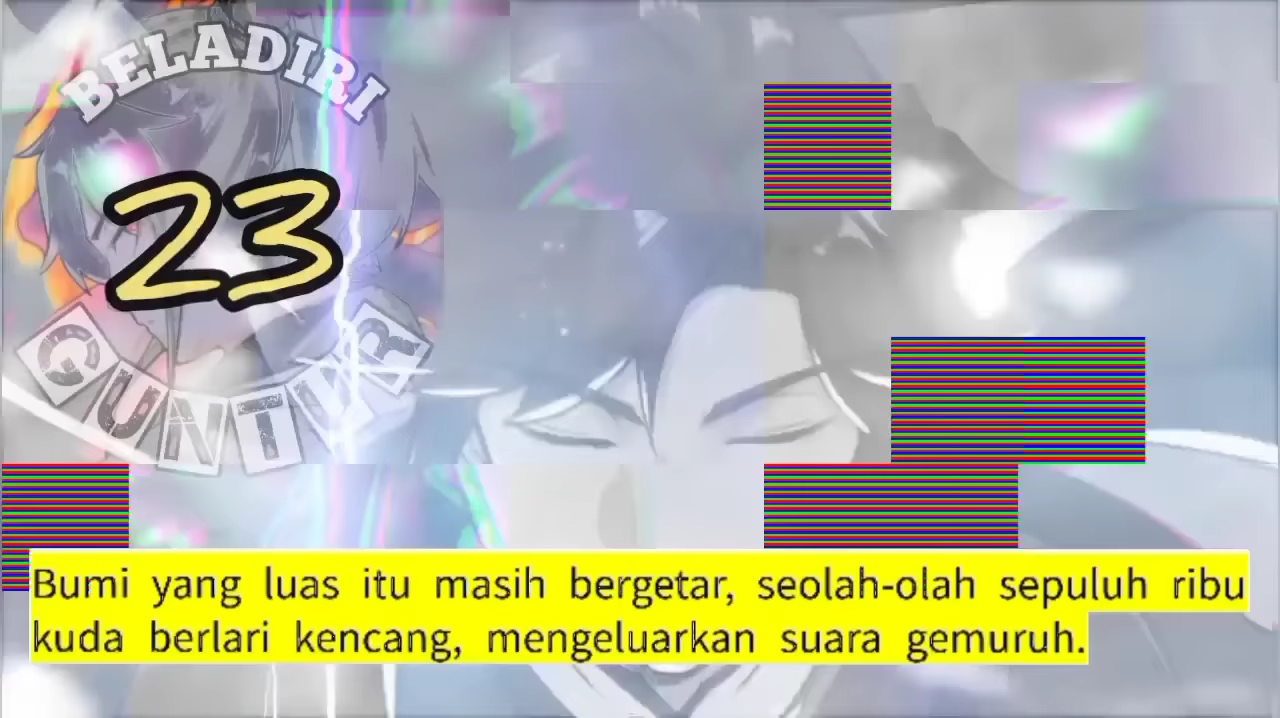 BELADIRI
23
GUNTUR
Bumi yang luas itu masih bergetar, seolah-olah sepuluh ribu
kuda berlari kencang, mengeluarkan suara gemuruh.